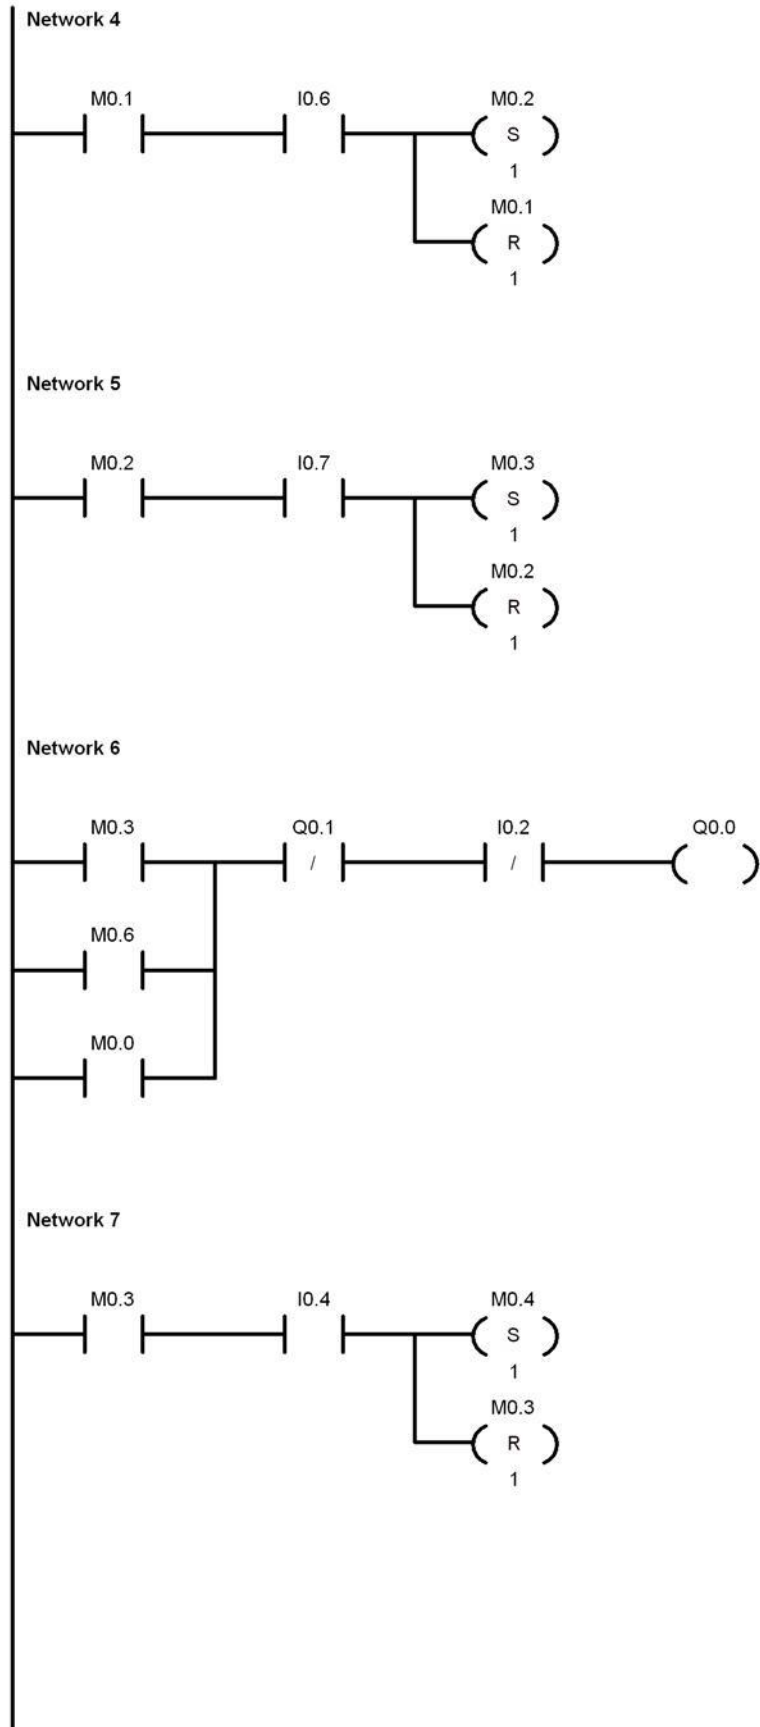 Network 4
M0.1 I0.6 M0.2
S
1
M0.1
R
1
Network 5
M0.2 I0.7 M0.3
S
1
M0.2
R
1
Network 6
M0.3 Q0.1 I0.2 Q0.0
/ /
M0.6
M0.0
Network 7
M0.3 I0.4 M0.4
S
1
M0.3
R
1